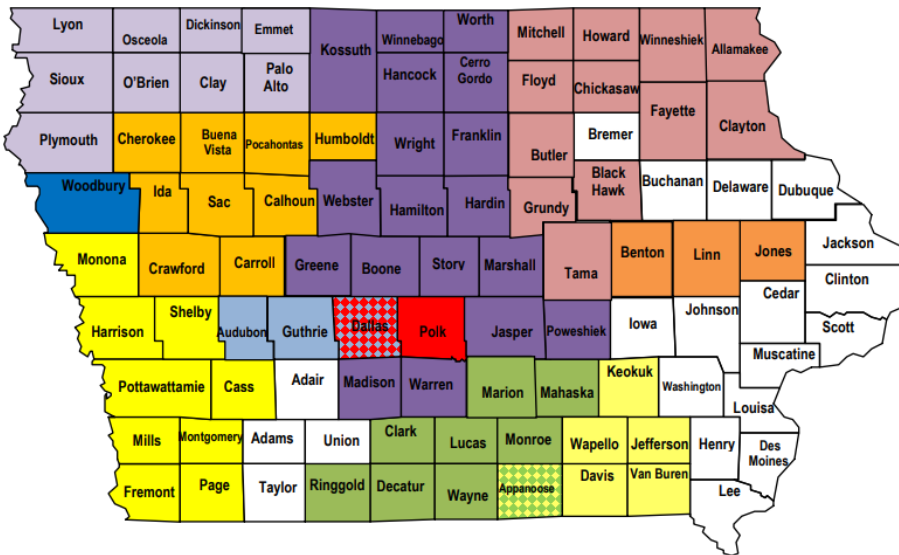 Lyon
Osceola
Dickinson
Emmet
Kossuth
Winnebago
Worth
Mitchell
Howard
Winneshiek
Allamakee
Sioux
O'Brien
Clay
Palo
Alto
Hancock
Cerro
Gordo
Floyd
Chickasaw
Fayette
Clayton
Plymouth
Cherokee
Buena
Vista
Pocahontas
Humboldt
Wright
Franklin
Butler
Bremer
Woodbury
Ida
Sac
Calhoun
Webster
Hamilton
Hardin
Grundy
Black
Hawk
Buchanan
Delaware
Dubuque
Monona
Crawford
Carroll
Greene
Boone
Story
Marshall
Tama
Benton
Linn
Jones
Jackson
Clinton
Harrison
Shelby
Audubon
Guthrie
Dallas
Polk
Jasper
Poweshiek
Iowa
Johnson
Cedar
Scott
Muscatine
Pottawattamie
Cass
Adair
Madison
Warren
Marion
Mahaska
Keokuk
Washington
Louisa
Mills
Montgomery
Adams
Union
Clark
Lucas
Monroe
Wapello
Jefferson
Henry
Des
Moines
Fremont
Page
Taylor
Ringgold
Decatur
Wayne
Appanoose
Davis
Van Buren
Lee